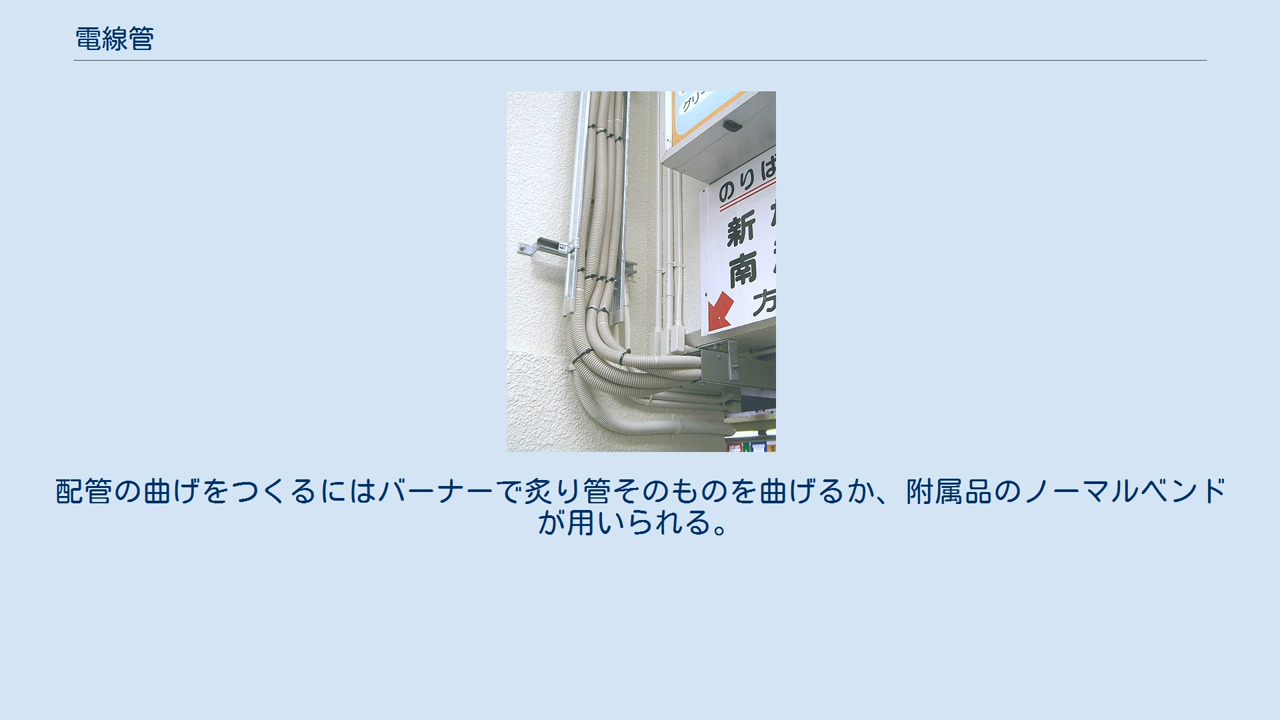 電線管
グリ
のりば
新
南
方
配管の曲げをつくるにはバーナーで炙り管そのものを曲げるか、附属品のノーマルベンド
が用いられる。